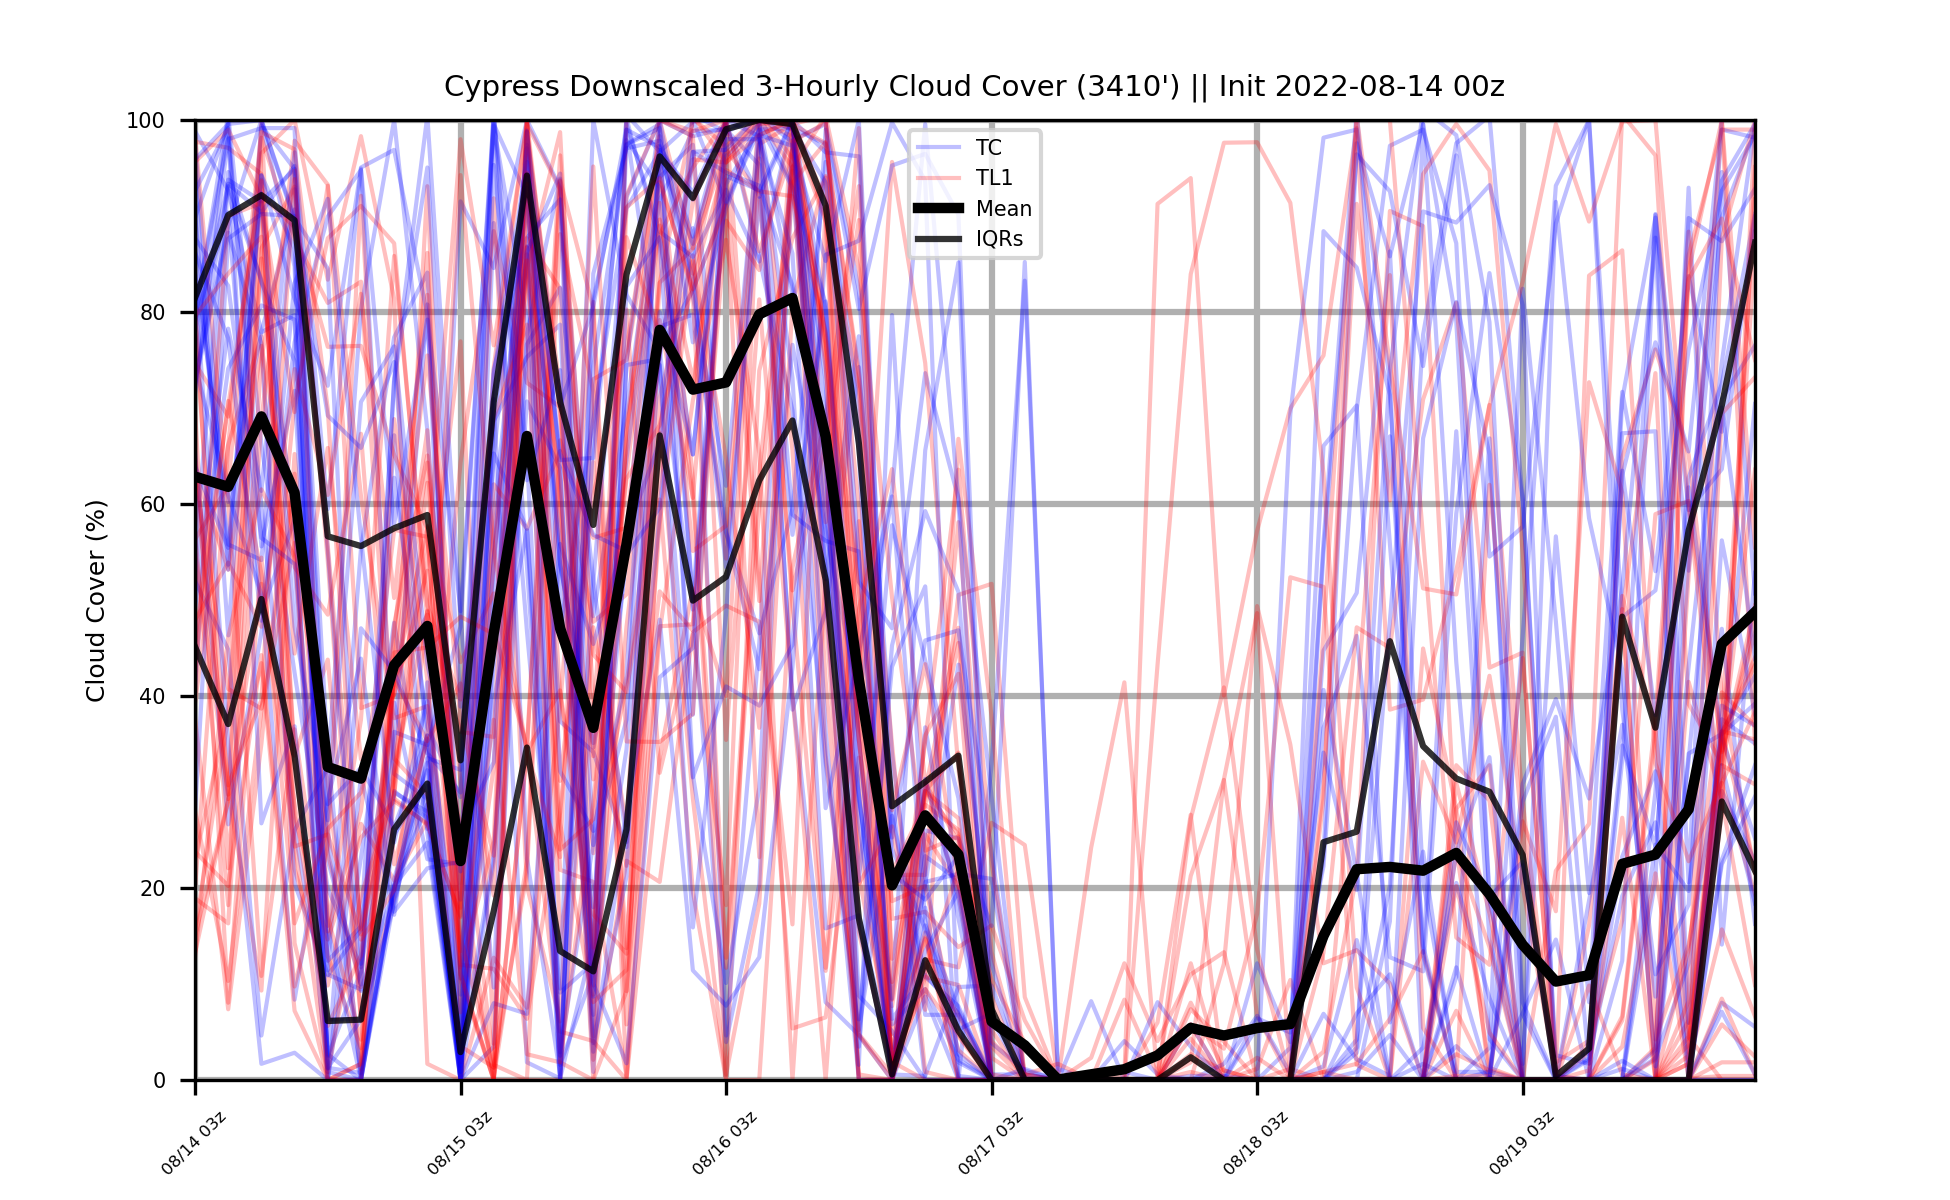 Cypress Downscaled 3-Hourly Cloud Cover (3410') || Init 2022-08-14 00z
TC
TL1
Mean
IQRs
Cloud Cover (%)
100
80
60
40
20
0
08/14 03z
08/15 03z
08/16 03z
08/17 03z
08/18 03z
08/19 03z